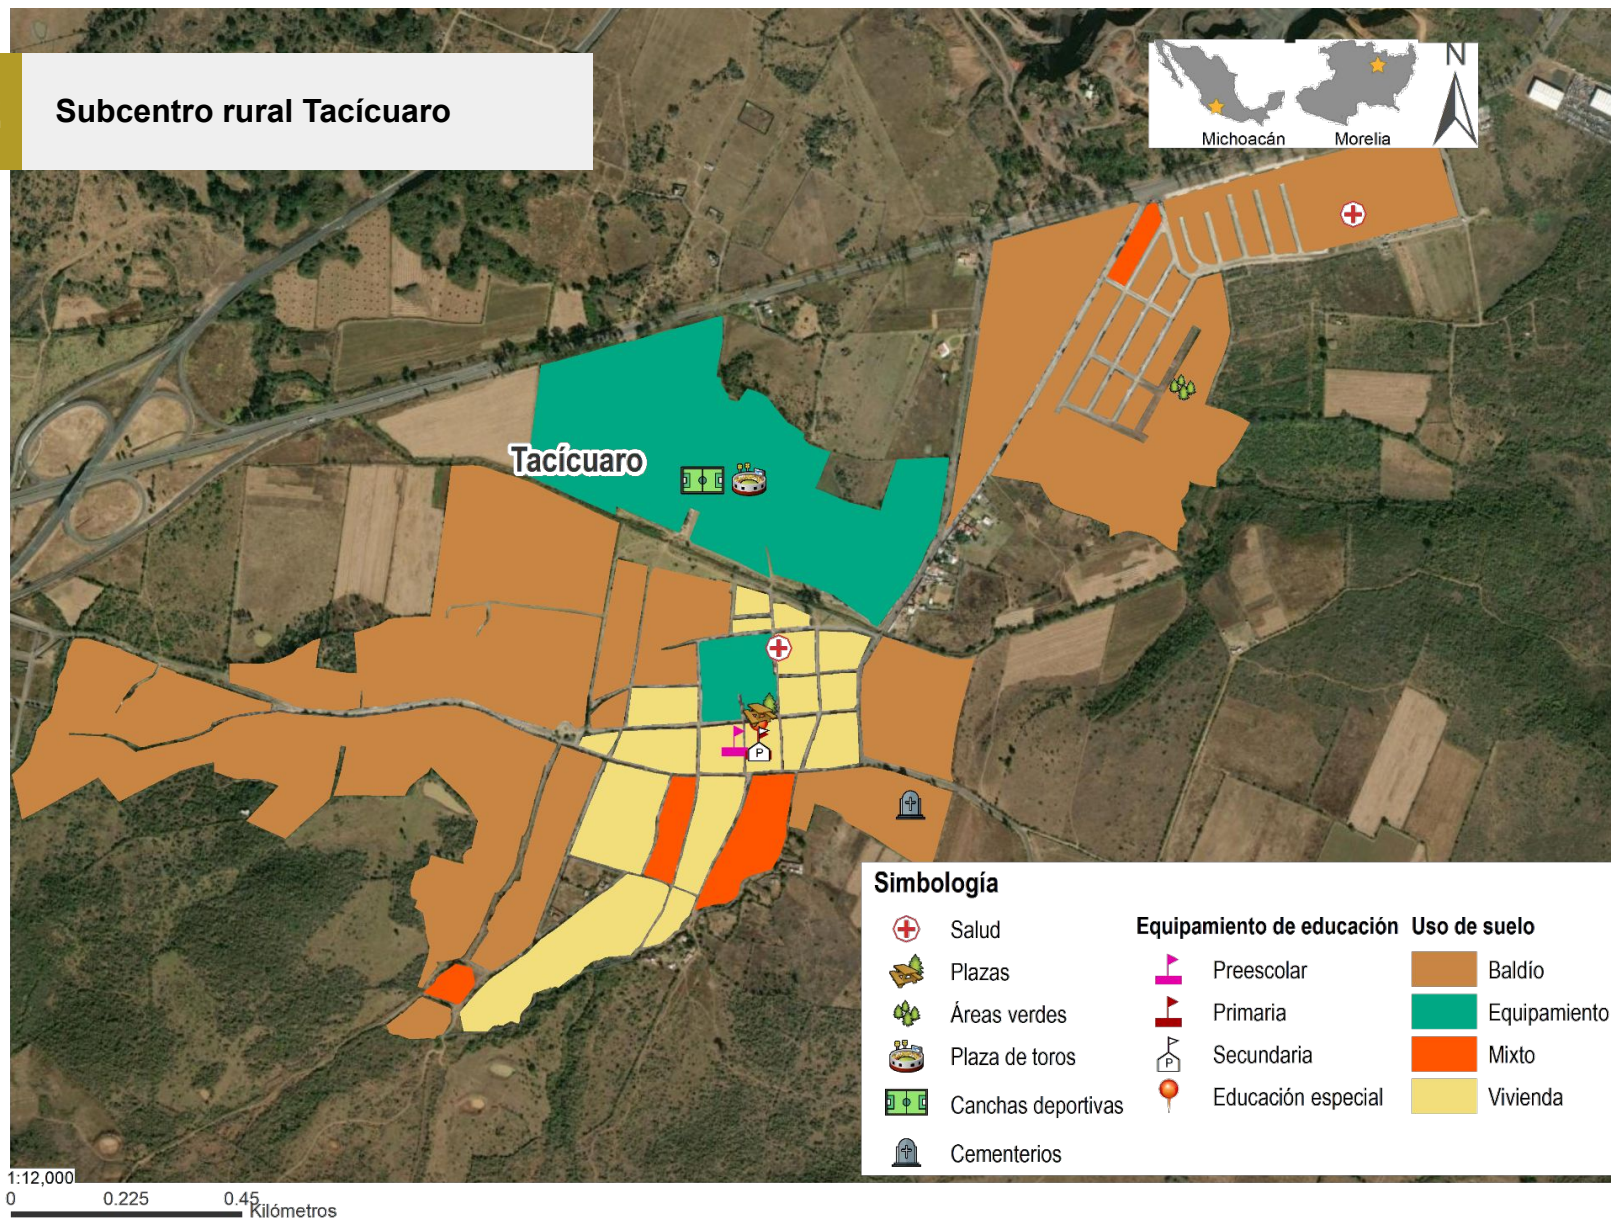 Subcentro rural Tacícuaro
N
Michoacán
Morelia
Tacícuaro
P
Simbología
Salud
Plazas
Áreas verdes
Plaza de toros
Canchas deportivas
Cementerios
Equipamiento de educación
Preescolar
Primaria
P
Secundaria
Educación especial
Uso de suelo
Baldío
Equipamiento
Mixto
Vivienda
1:12,000
0 0.225 0.45
Kilómetros